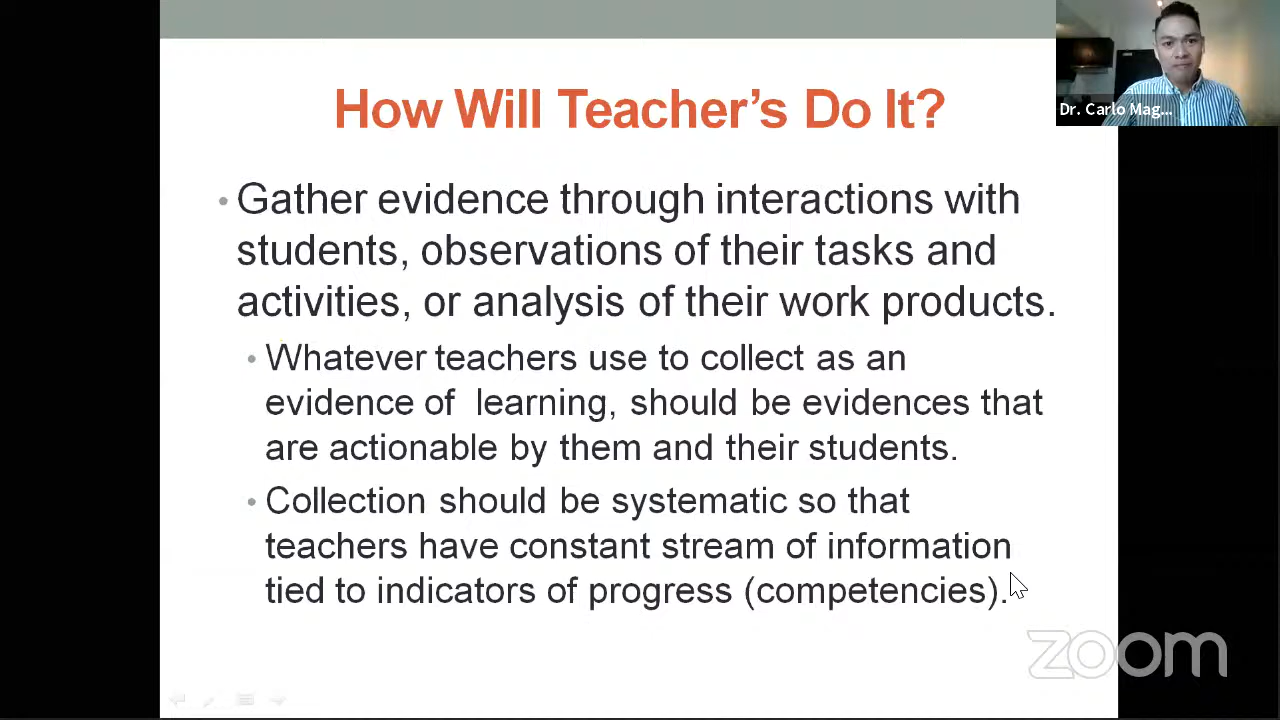 How Will Teacher's Do It?
Dr. Carlo Mag...
• Gather evidence through interactions with
students, observations of their tasks and
activities, or analysis of their work products.
• Whatever teachers use to collect as an
evidence of learning, should be evidences that
are actionable by them and their students.
• Collection should be systematic so that
teachers have constant stream of information
tied to indicators of progress (competencies).
zoom